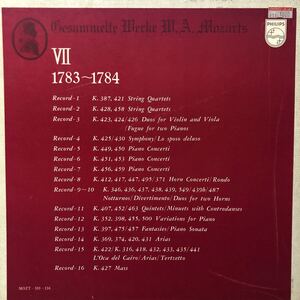 Gesammelte Werke W.A. Mozarts
PHILIPS
VII
1783~1784
Record-1 K. 387, 421 String Quartets
Record-2 K. 428, 458 String Quartets
Record-3 K. 423, 424/426 Duos for Violin and Viola
/Fugue for two Pianos
Record-4 K. 425/430 Symphony/Lo sposo deluso
Record-5 K. 449, 450 Piano Concerti
Record-6 K. 451, 453 Piano Concerti
Record-7 K. 456, 459 Piano Concerti
Record-8 K. 412, 417, 447, 495/371 Horn Concerti/Rondo
Record-9~10 K. 346, 436, 437, 438, 439, 549/439b/487
Notturnos/Divertimenti/Duos for two Horns
Record-11 K. 407, 452/463 Quintets/Minuets with Contredanses
Record-12 K. 352, 398, 455, 500 Variations for Piano
Record-13 K. 397, 475/457 Fantasies/Piano Sonata
Record-14 K. 369, 374, 420, 431 Arias
Record-15 K. 422/K. 316, 418, 432, 433, 435/441
L'Oca del Cairo/Arias/Tertzetto
Record-16 K. 427 Mass